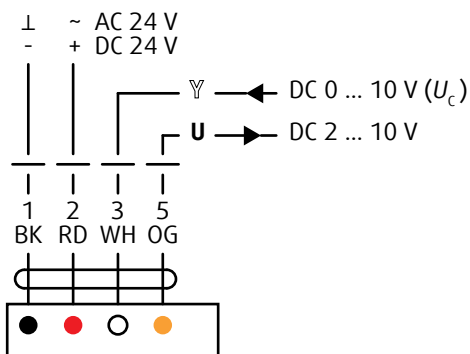 ⊥ ~ AC 24 V
- + DC 24 V
𝕐 DC 0 ... 10 V (Uc)
U DC 2 ... 10 V
1 2 3 5
BK RD WH OG